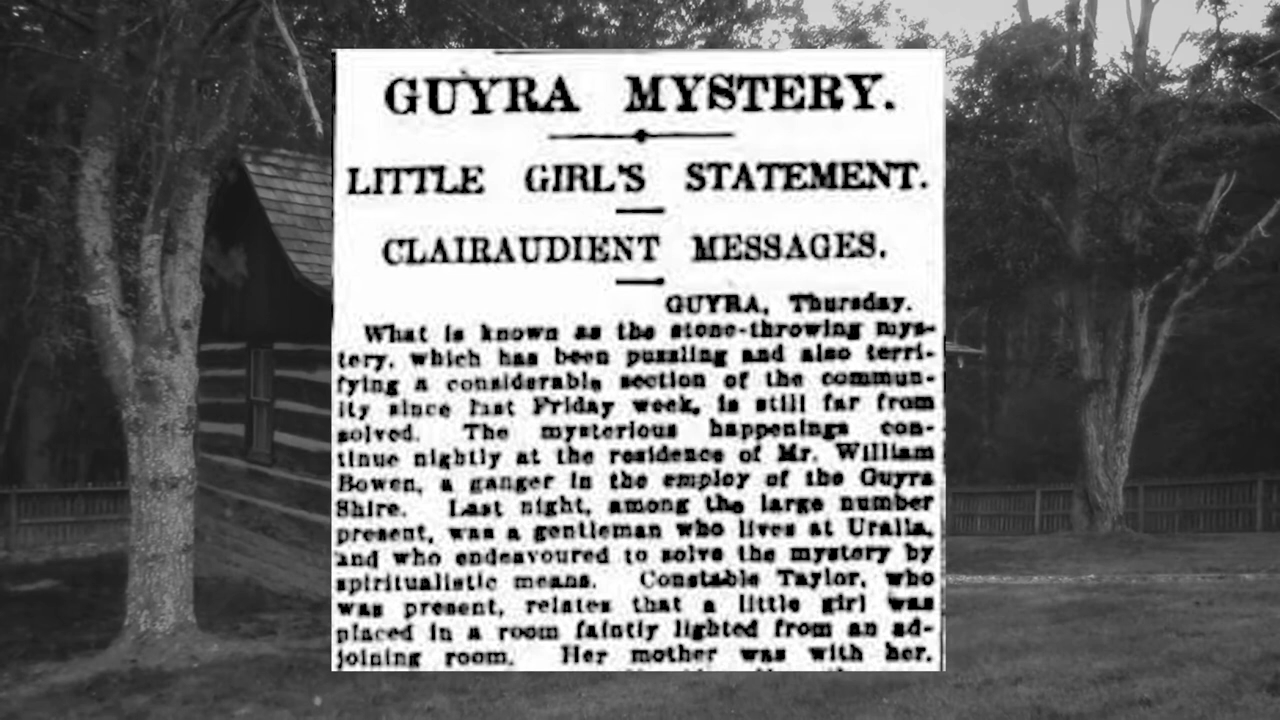 GUYRA MYSTERY.
LITTLE GIRL'S STATEMENT.
CLAIRAUDIENT MESSAGES.
GUYRA, Thursday.
What is known as the stone-throwing mys-
tery, which has been puzzling and also terri-
fying a considerable section of the commun-
ity since last Friday week, is still far from
solved. The mysterious happenings con-
tinue nightly at the residence of Mr. William
Bowen, a ganger in the employ of the Guyra
Shire. Last night, among the large number
present, was a gentleman who lives at Uralla,
and who endeavoured to solve the mystery by
spiritualistic means. Constable Taylor, who
was present, relates that a little girl was
placed in a room faintly lighted from an ad-
joining room. Her mother was with her.